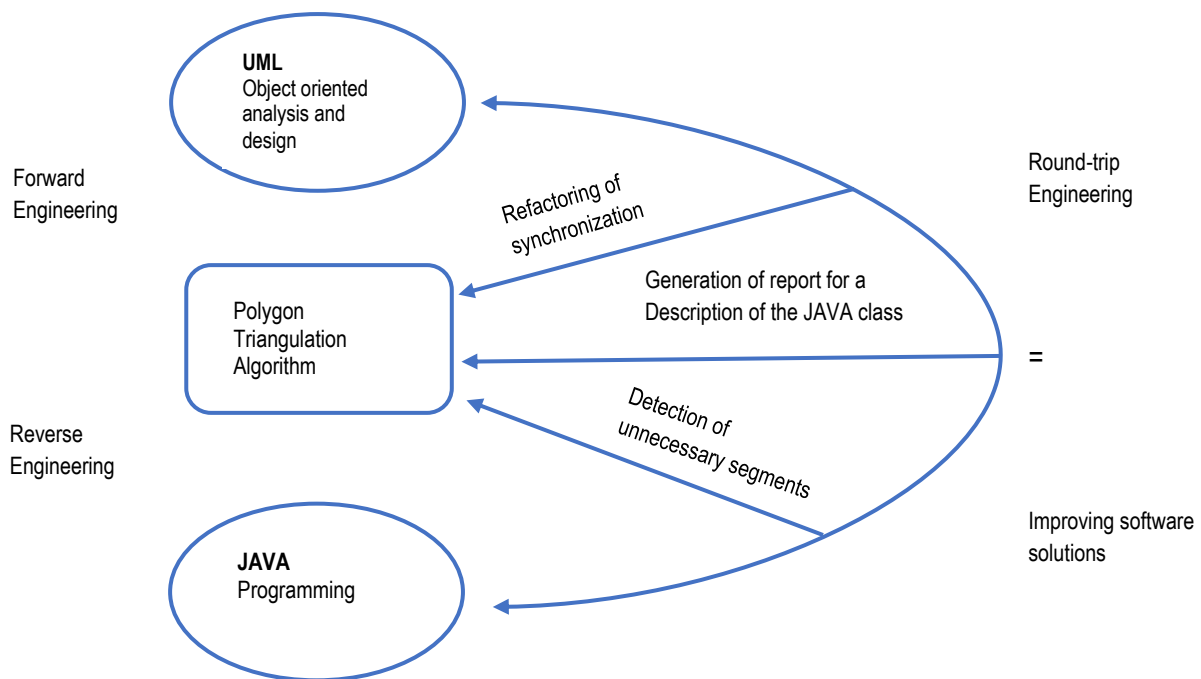 UML
Object oriented
analysis and
design
Forward
Engineering
Refactoring of
synchronization
Round-trip
Engineering
Generation of report for a
Description of the JAVA class
Polygon
Triangulation
Algorithm
=
Detection of
unnecessary segments
Reverse
Engineering
Improving software
solutions
JAVA
Programming